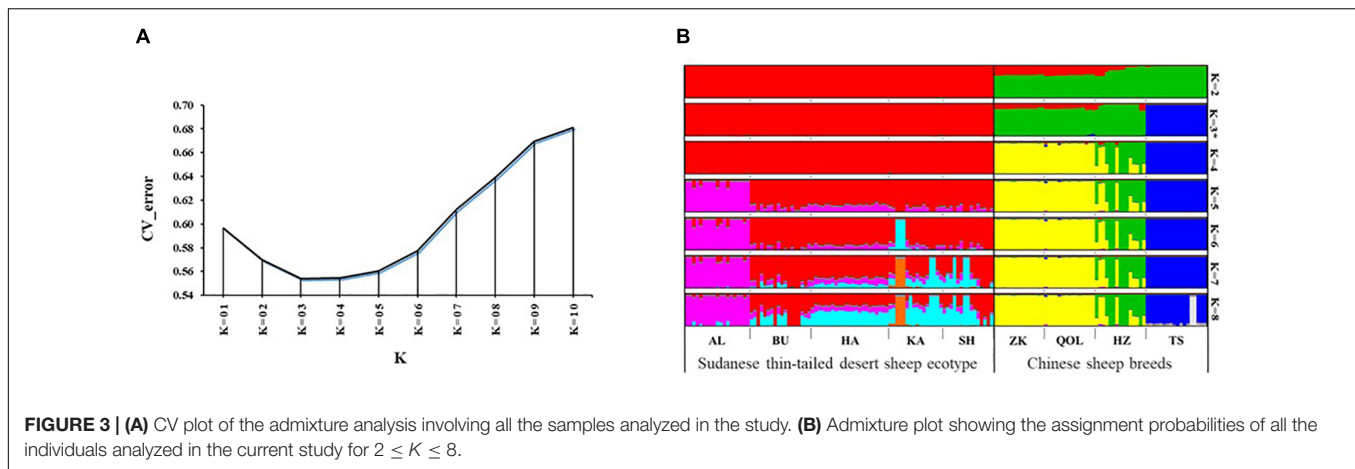 A
0.70
0.68
0.66
0.64
0.62
0.60
0.58
0.56
0.54
CV_error
K=01
K=02
K=03
K=04
K=05
K=06
K=07
K=08
K=09
K=10
K
B
K=2
K=3*
K=4
K=5
K=6
K=7
K=8
AL BU HA KA SH ZK QOL HZ TS
Sudanese thin-tailed desert sheep ecotype Chinese sheep breeds
FIGURE 3 | (A) CV plot of the admixture analysis involving all the samples analyzed in the study. (B) Admixture plot showing the assignment probabilities of all the
individuals analyzed in the current study for 2 ≤ K ≤ 8.